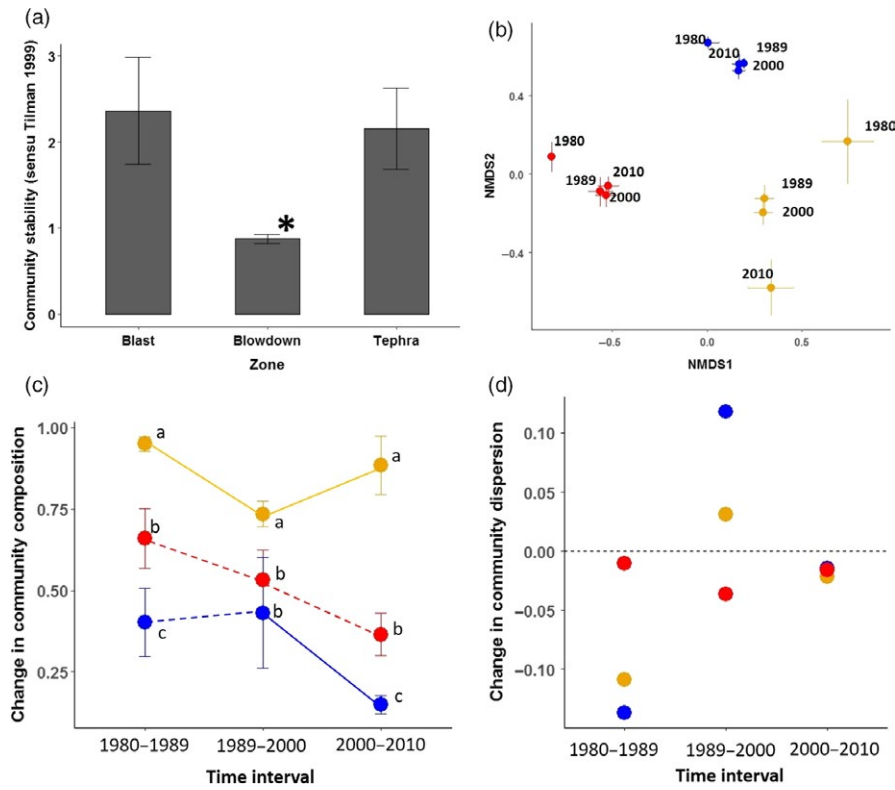 (a)
Community stability (sensu Tilman 1999)
3
2
1
0
*
Blast
Blowdown
Tephra
Zone
(b)
NMDS2
0.4
0.0
−0.4
1980
2010
1989
2000
1980
1980
2010
1989
2000
1989
2000
2010
−0.5
0.0
0.5
NMDS1
(c)
Change in community composition
1.00
0.75
0.50
0.25
a
a
a
b
b
b
c
b
c
1980–1989
1989–2000
2000–2010
Time interval
(d)
Change in community dispersion
0.10
0.05
0.00
−0.05
−0.10
1980–1989
1989–2000
2000–2010
Time interval